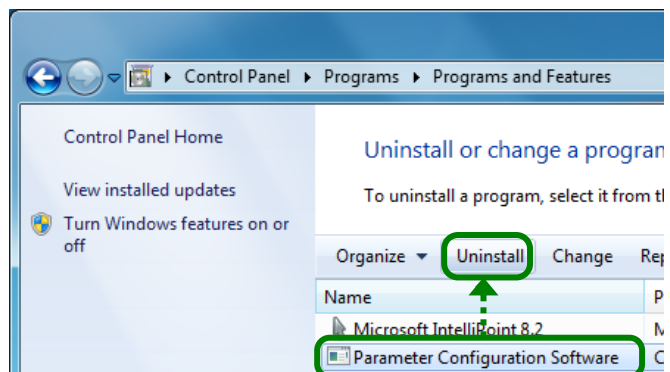 Control Panel Programs Programs and Features
Control Panel Home
View installed updates
Turn Windows features on or
off
Uninstall or change a program
To uninstall a program, select it from
Organize Uninstall Change
Name
Microsoft IntelliPoint 8.2
Parameter Configuration Software